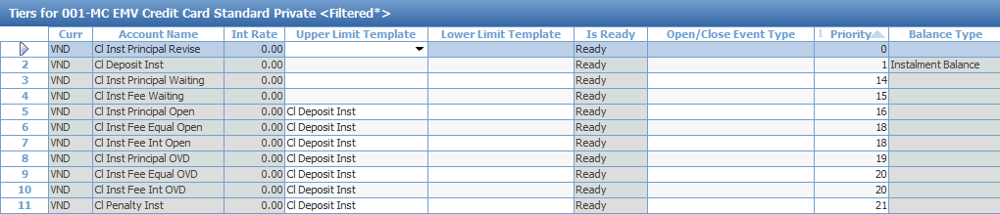 Tiers for 001-MC EMV Credit Card Standard Private <Filtered*>
Curr Account Name Int Rate Upper Limit Template Lower Limit Template Is Ready Open/Close Event Type 1 Priority Balance Type
VND Cl Inst Principal Revise 0.00 Ready 0
2 VND Cl Deposit Inst 0.00 Ready 1 Instalment Balance
3 VND Cl Inst Principal Waiting 0.00 Ready 14
4 VND Cl Inst Fee Waiting 0.00 Ready 15
5 VND Cl Inst Principal Open 0.00 Cl Deposit Inst Ready 16
6 VND Cl Inst Fee Equal Open 0.00 Cl Deposit Inst Ready 18
7 VND Cl Inst Fee Int Open 0.00 Cl Deposit Inst Ready 18
8 VND Cl Inst Principal OVD 0.00 Cl Deposit Inst Ready 19
9 VND Cl Inst Fee Equal OVD 0.00 Cl Deposit Inst Ready 20
10 VND Cl Inst Fee Int OVD 0.00 Cl Deposit Inst Ready 20
11 VND Cl Penalty Inst 0.00 Cl Deposit Inst Ready 21